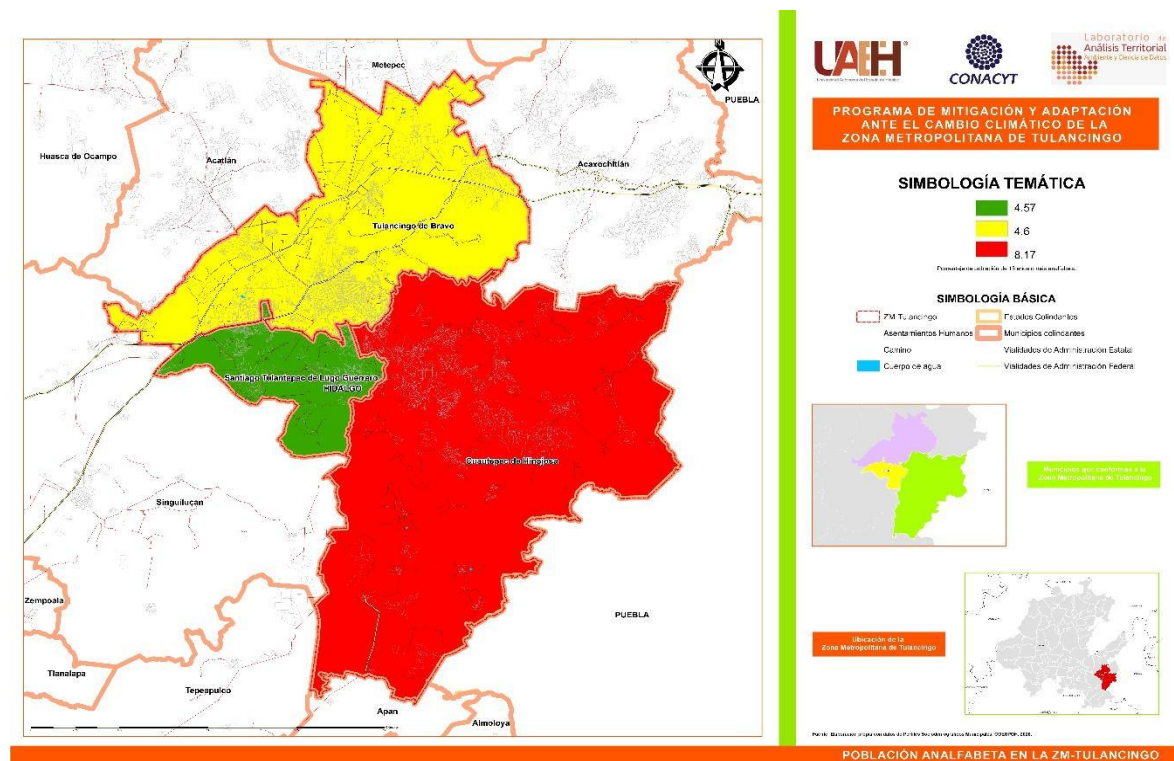 Metepec
PUEBLA
Huasca de Ocampo
Acatlán
Acaxochitlán
Tulancingo de Bravo
Santiago Tulantepec de Lugo Guerrero
HIDALGO
Cuautepec de Hinojosa
Singuilucan
Zempoala
PUEBLA
Tlanalapa
Tepeapulco
Apan
Almoloya
UAEH
CONACYT
Laboratorio de
Análisis Territorial
Ambiente y Ciencia de Datos
PROGRAMA DE MITIGACIÓN Y ADAPTACIÓN
ANTE EL CAMBIO CLIMÁTICO DE LA
ZONA METROPOLITANA DE TULANCINGO
SIMBOLOGÍA TEMÁTICA
4.57
4.6
8.17
SIMBOLOGÍA BÁSICA
ZM Tulancingo
Estados Colindantes
Asentamientos Humanos
Municipios colindantes
Camino
Vialidades de Administración Estatal
Cuerpo de agua
Vialidades de Administración Federal
Municipios que conforman a la
Zona Metropolitana de Tulancingo
Ubicación de la
Zona Metropolitana de Tulancingo
POBLACIÓN ANALFABETA EN LA ZM-TULANCINGO